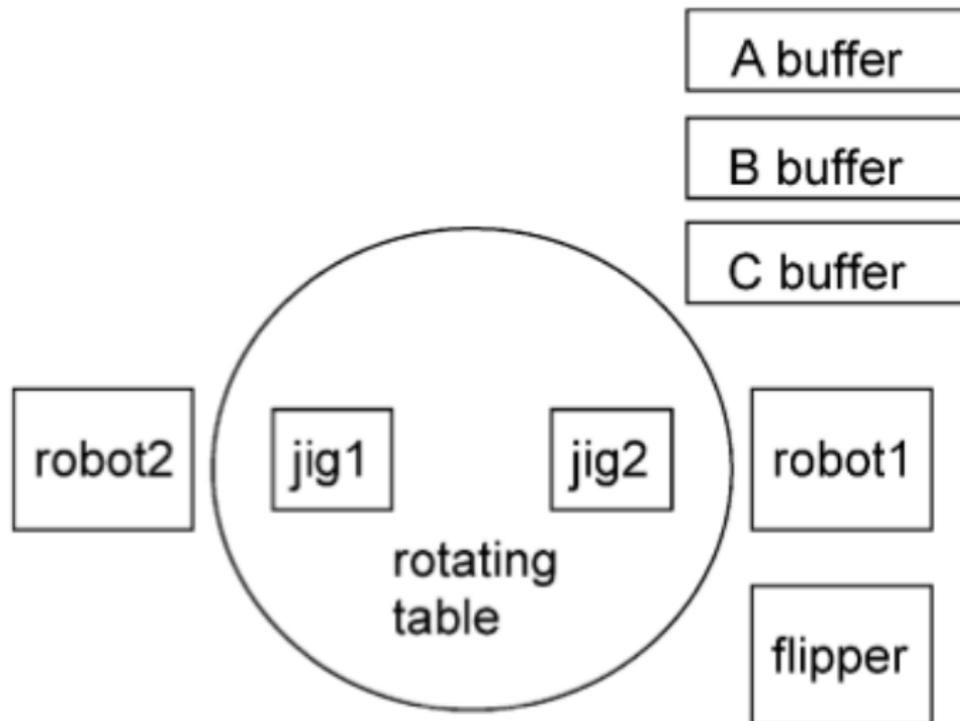 A buffer
B buffer
C buffer
robot2
jig1
jig2
robot1
rotating
table
flipper